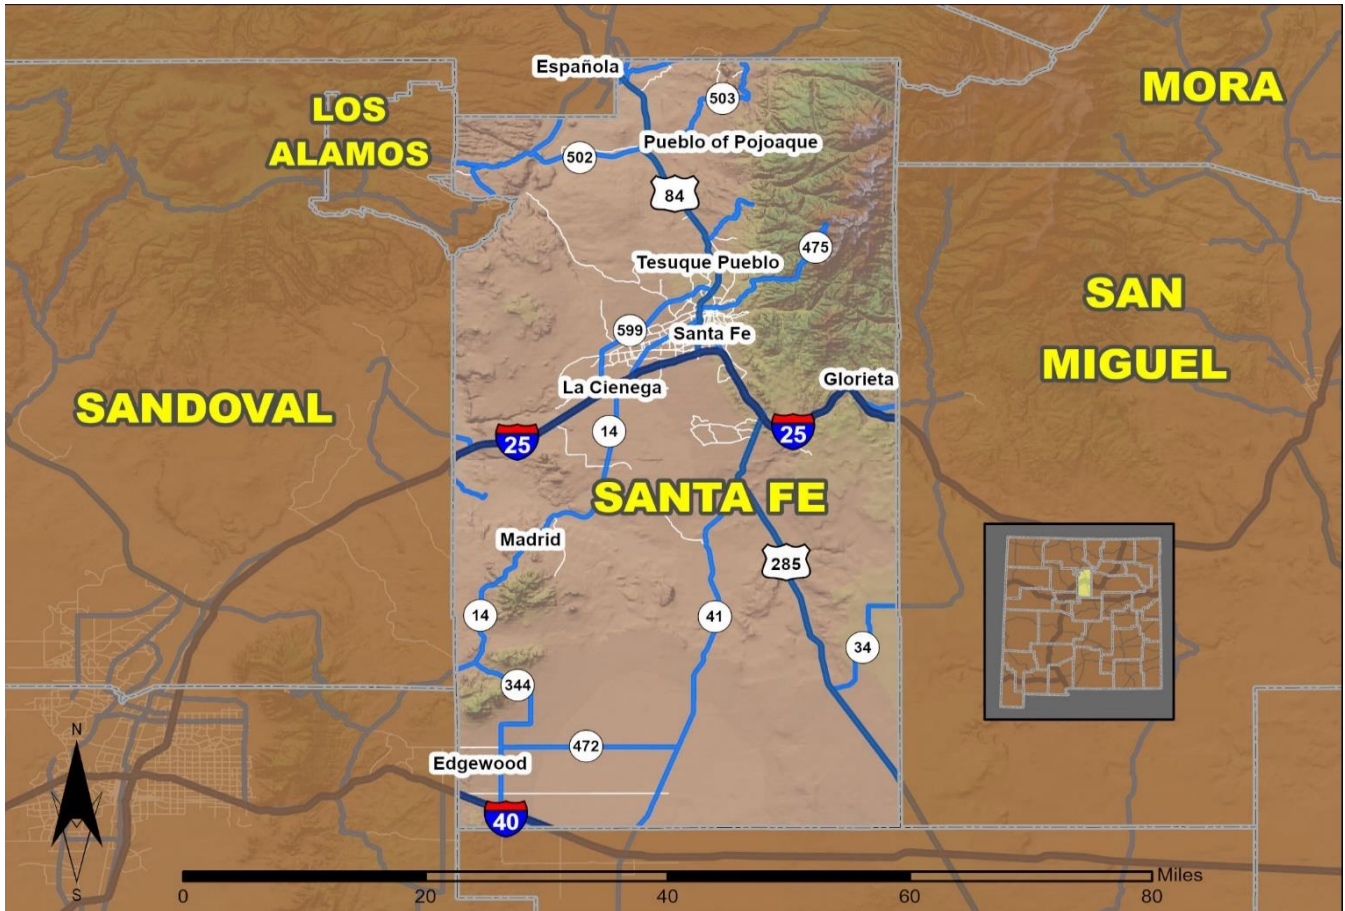 Española
503
MORA
LOS
ALAMOS
Pueblo of Pojoaque
502
84
475
Tesuque Pueblo
SAN
MIGUEL
599
Santa Fe
La Cienega
Glorieta
SANDOVAL
25
14
25
SANTA FE
Madrid
285
14
41
34
344
472
Edgewood
N
40
S
0
20
40
60
80
Miles